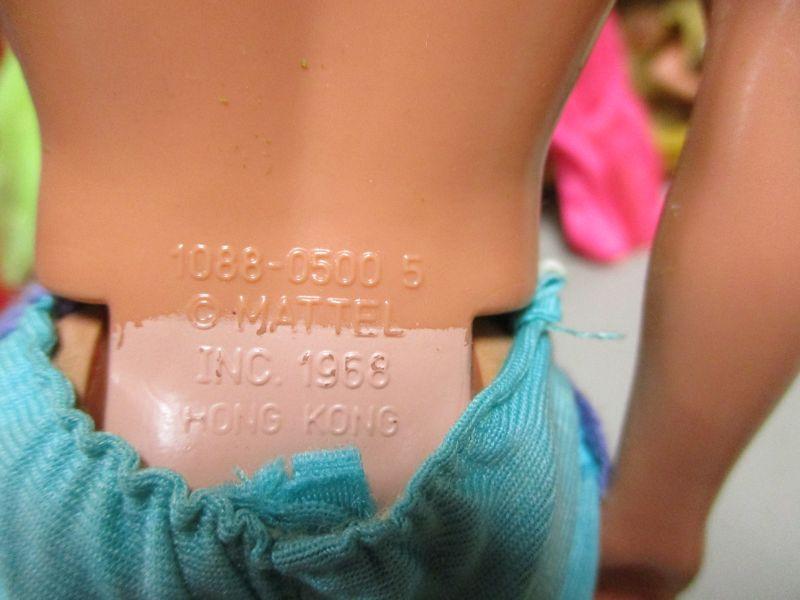 1088-0500 5
© MATTEL
INC. 1968
HONG KONG